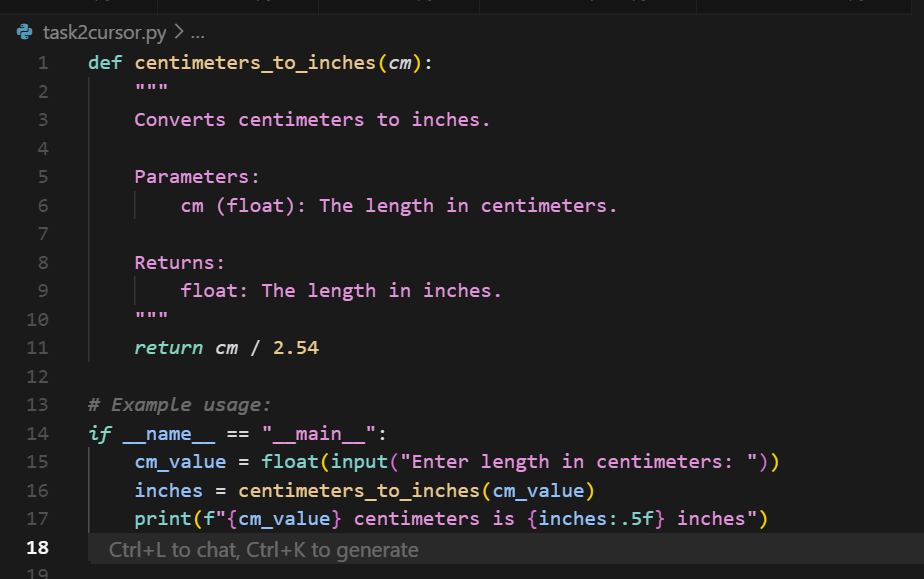 task2cursor.py > ...
1 def centimeters_to_inches(cm):
2 """
3 Converts centimeters to inches.
4
5 Parameters:
6 cm (float): The length in centimeters.
7
8 Returns:
9 float: The length in inches.
10 """
11 return cm / 2.54
12
13 # Example usage:
14 if __name__ == "__main__":
15 cm_value = float(input("Enter length in centimeters: "))
16 inches = centimeters_to_inches(cm_value)
17 print(f"{cm_value} centimeters is {inches:.5f} inches")
18 Ctrl+L to chat, Ctrl+K to generate
19